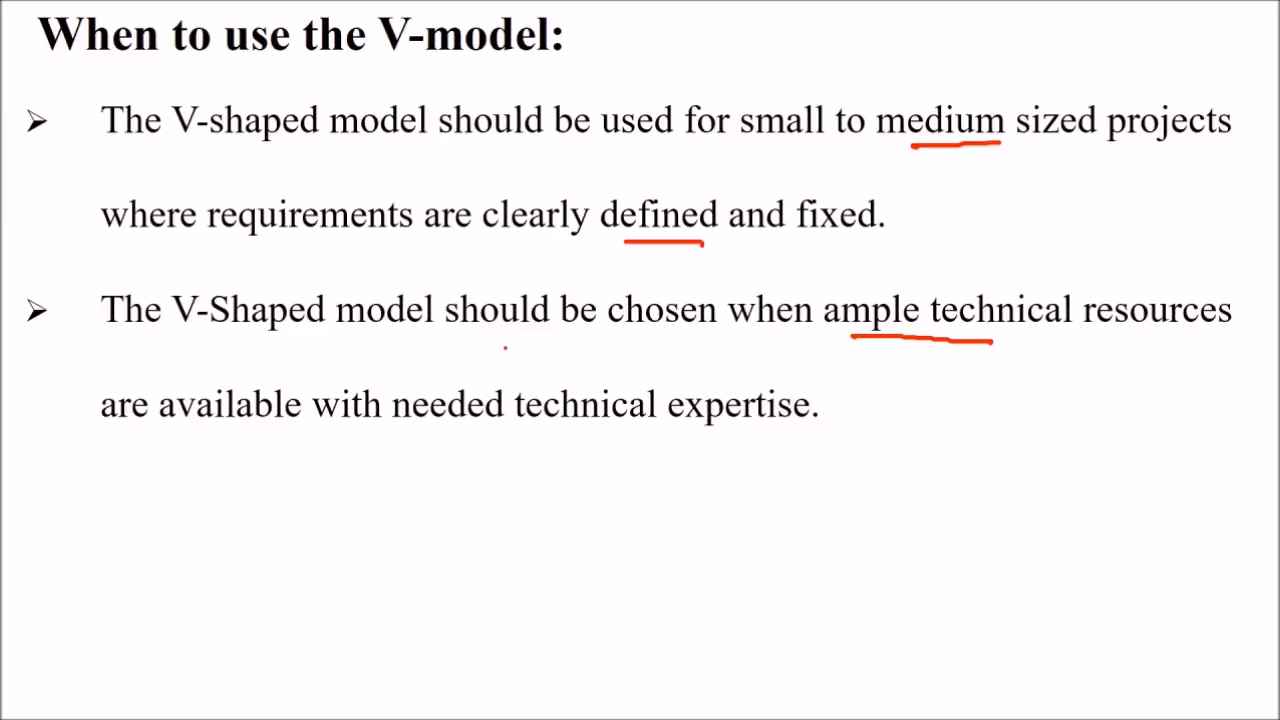 When to use the V-model:
➢ The V-shaped model should be used for small to medium sized projects
where requirements are clearly defined and fixed.
➢ The V-Shaped model should be chosen when ample technical resources
are available with needed technical expertise.